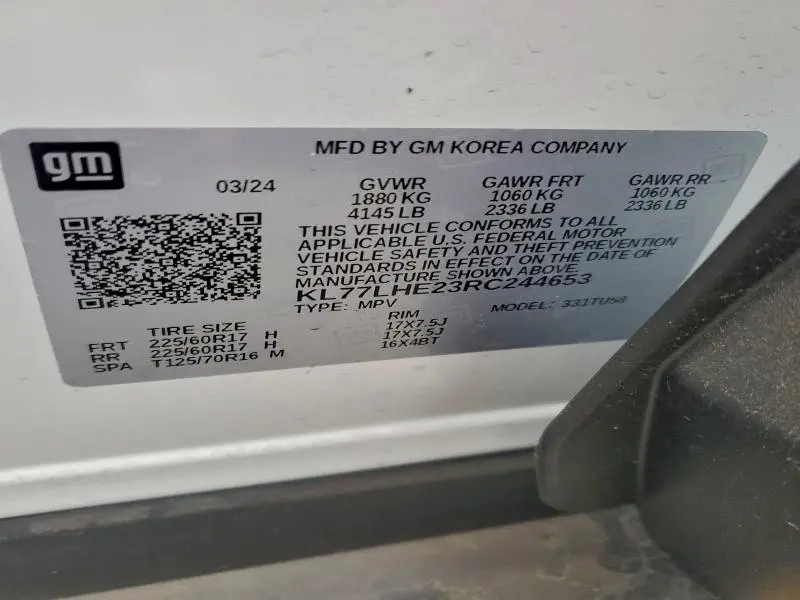 gm
MFD BY GM KOREA COMPANY
03/24
GVWR GAWR FRT GAWR RR
1880 KG 1060 KG 1060 KG
4145 LB 2336 LB 2336 LB
THIS VEHICLE CONFORMS TO ALL
APPLICABLE U.S. FEDERAL MOTOR
VEHICLE SAFETY AND THEFT PREVENTION
STANDARDS IN EFFECT ON THE DATE OF
MANUFACTURE SHOWN ABOVE.
KL77LHE23RC244653
TYPE: MPV MODEL: 331TU58
TIRE SIZE RIM
FRT 225/60R17 H 17X7.5J
RR 225/60R17 H 17X7.5J
SPA T125/70R16 M 16X4BT